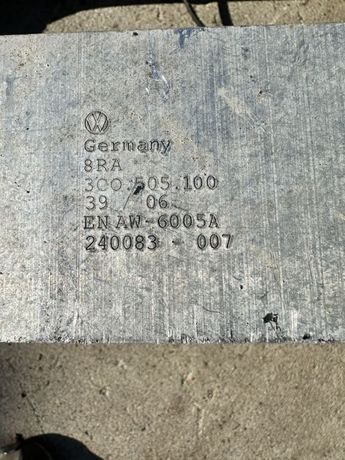 Germany
8RA
3C0.505.100
39 / 06
EN AW-6005A
240083 - 007